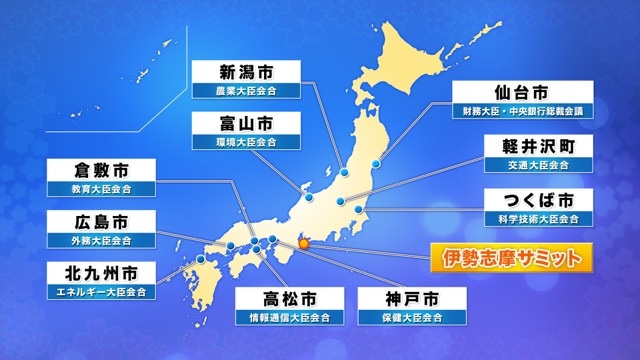 新潟市
農業大臣会合
仙台市
財務大臣・中央銀行総裁会議
富山市
環境大臣会合
軽井沢町
交通大臣会合
倉敷市
教育大臣会合
つくば市
科学技術大臣会合
広島市
外務大臣会合
伊勢志摩サミット
北九州市
エネルギー大臣会合
高松市
情報通信大臣会合
神戸市
保健大臣会合